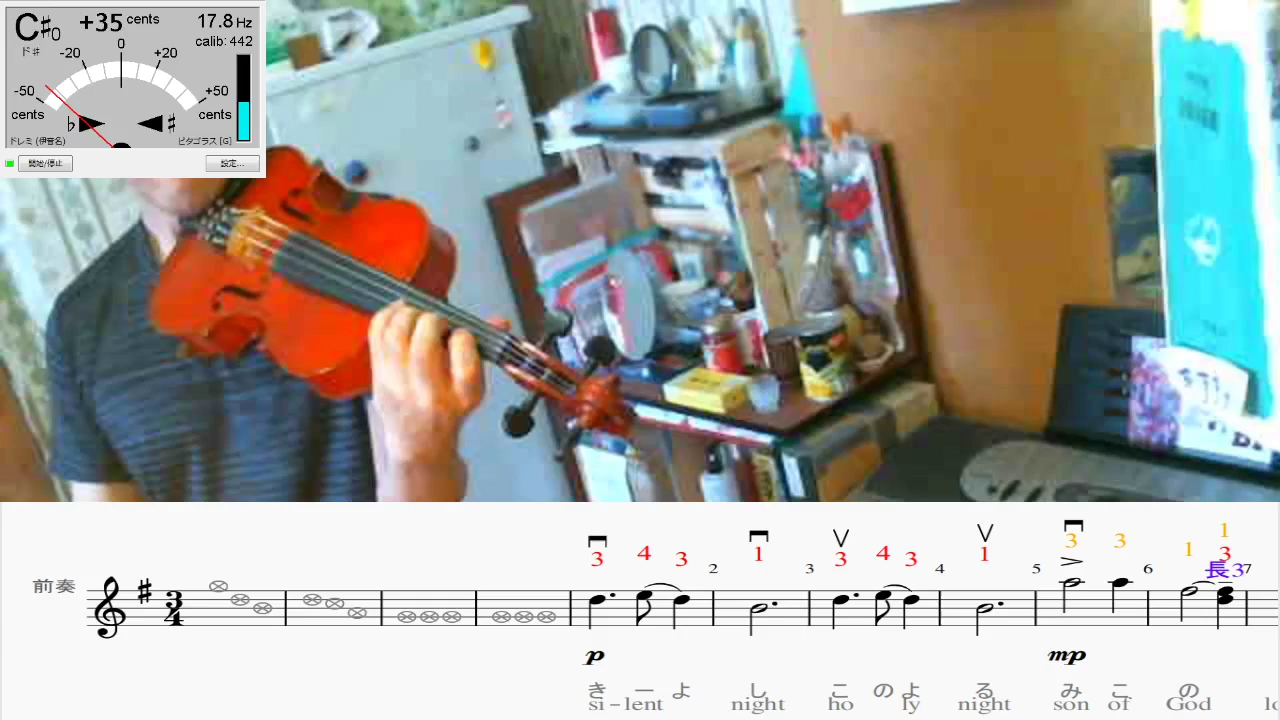 C♯0 +35 cents 17.8 Hz
ド♯ calib: 442
-50 cents -20 0 +20 +50 cents
♭ ♯
ドレミ (伊音名) ピタゴラス [G]
開始/停止 設定...
前奏
3 4 3 2 1 3 3 4 3 4 1 5 3 3 6 1 1 3 長3 7
3/4
p mp
き ー よ し こ の よ る み こ の
si - lent night ho ly night son of God lo